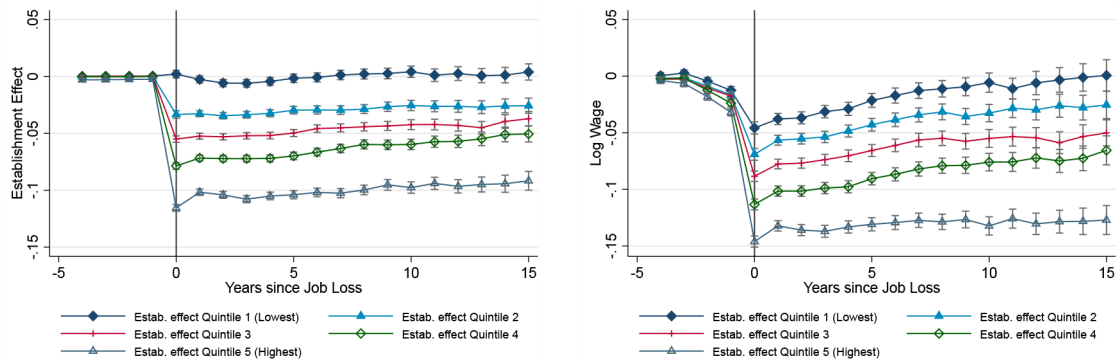 .05
0
-.05
-.1
-.15
Establishment Effect
-5 0 5 10 15
Years since Job Loss
Estab. effect Quintile 1 (Lowest) Estab. effect Quintile 2
Estab. effect Quintile 3 Estab. effect Quintile 4
Estab. effect Quintile 5 (Highest)
.05
0
-.05
-.1
-.15
Log Wage
-5 0 5 10 15
Years since Job Loss
Estab. effect Quintile 1 (Lowest) Estab. effect Quintile 2
Estab. effect Quintile 3 Estab. effect Quintile 4
Estab. effect Quintile 5 (Highest)